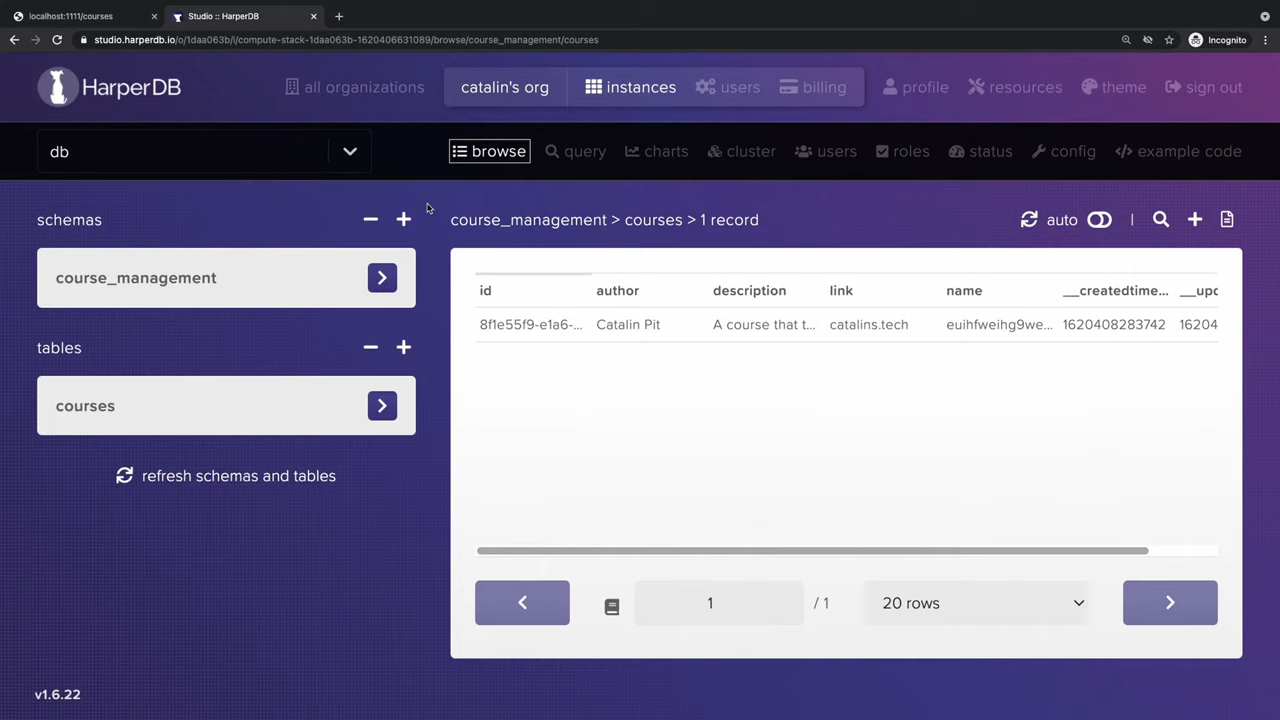 localhost:1111/courses
Studio :: HarperDB
studio.harperdb.io/o/1daa063b/i/compute-stack-1daa063b-1620406631089/browse/course_management/courses
Incognito
HarperDB
all organizations
catalin's org
instances
users
billing
profile
resources
theme
sign out
db
browse
query
charts
cluster
users
roles
status
config
example code
schemas
course_management
tables
courses
refresh schemas and tables
course_management > courses > 1 record
auto
id author description link name __createdtime... __upd
8f1e55f9-e1a6-... Catalin Pit A course that t... catalins.tech euihfweihg9we... 1620408283742 16204
1 / 1
20 rows
v1.6.22